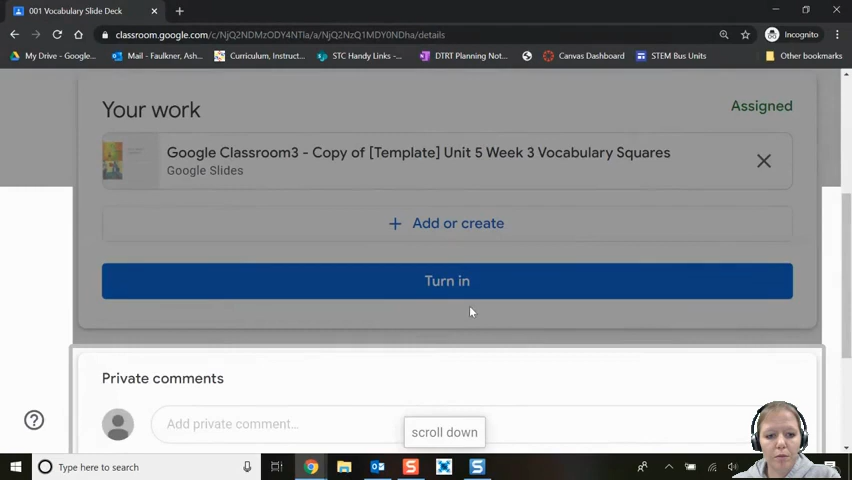 001 Vocabulary Slide Deck
classroom.google.com/c/NjQ2NDMzODY4NTla/a/NjQ2NzQ1MDY0NDha/details
Incognito
My Drive - Google...
Mail - Faulkner, Ash...
Curriculum, Instruct...
STC Handy Links -...
DTRT Planning Not...
Canvas Dashboard
STEM Bus Units
Other bookmarks
Your work
Assigned
Google Classroom3 - Copy of [Template] Unit 5 Week 3 Vocabulary Squares
Google Slides
+ Add or create
Turn in
Private comments
Add private comment...
scroll down
Type here to search